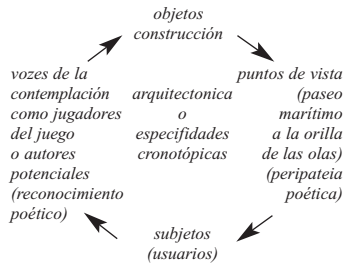 objetos
construcción
vozes de la
contemplación
como jugadores
del juego
o autores
potenciales
(reconocimiento
poético)
arquitectonica
o
especifidades
cronotópicas
puntos de vista
(paseo
marítimo
a la orilla
de las olas)
(peripateia
poética)
subjetos
(usuarios)